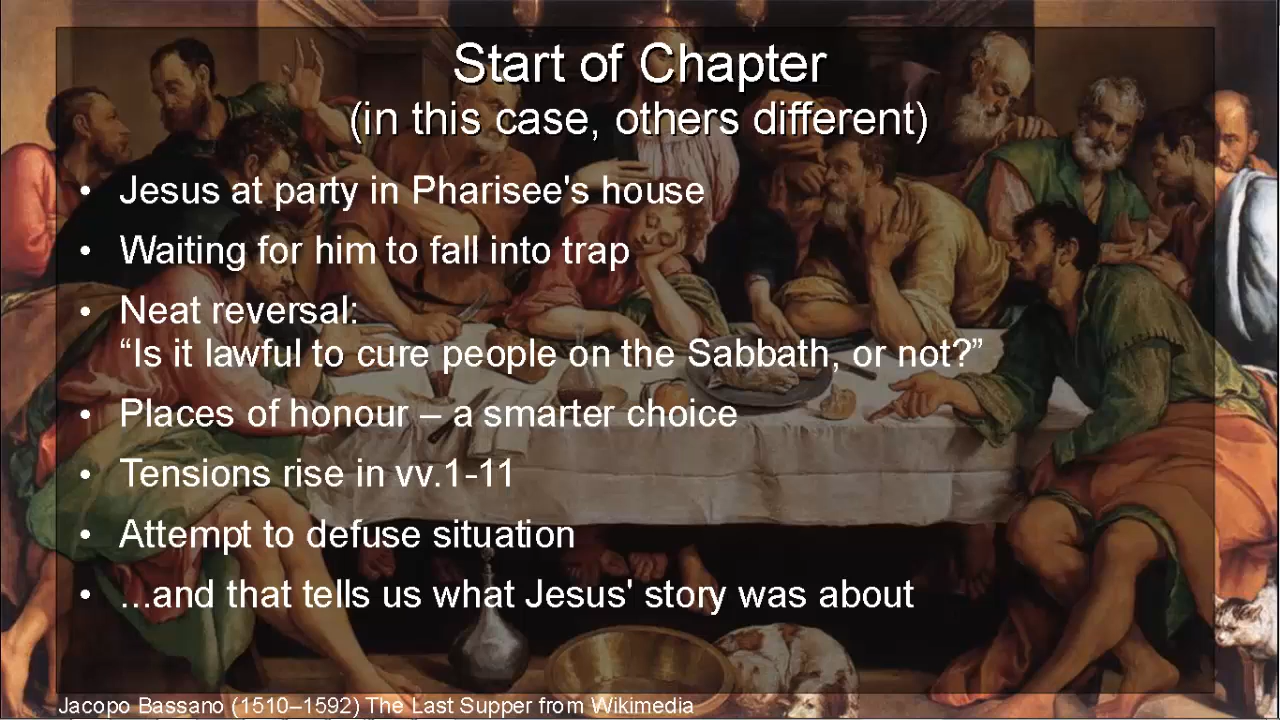 Start of Chapter
(in this case, others different)
• Jesus at party in Pharisee's house
• Waiting for him to fall into trap
• Neat reversal:
“Is it lawful to cure people on the Sabbath, or not?”
• Places of honour – a smarter choice
• Tensions rise in vv.1-11
• Attempt to defuse situation
• ...and that tells us what Jesus' story was about
Jacopo Bassano (1510–1592) The Last Supper from Wikimedia